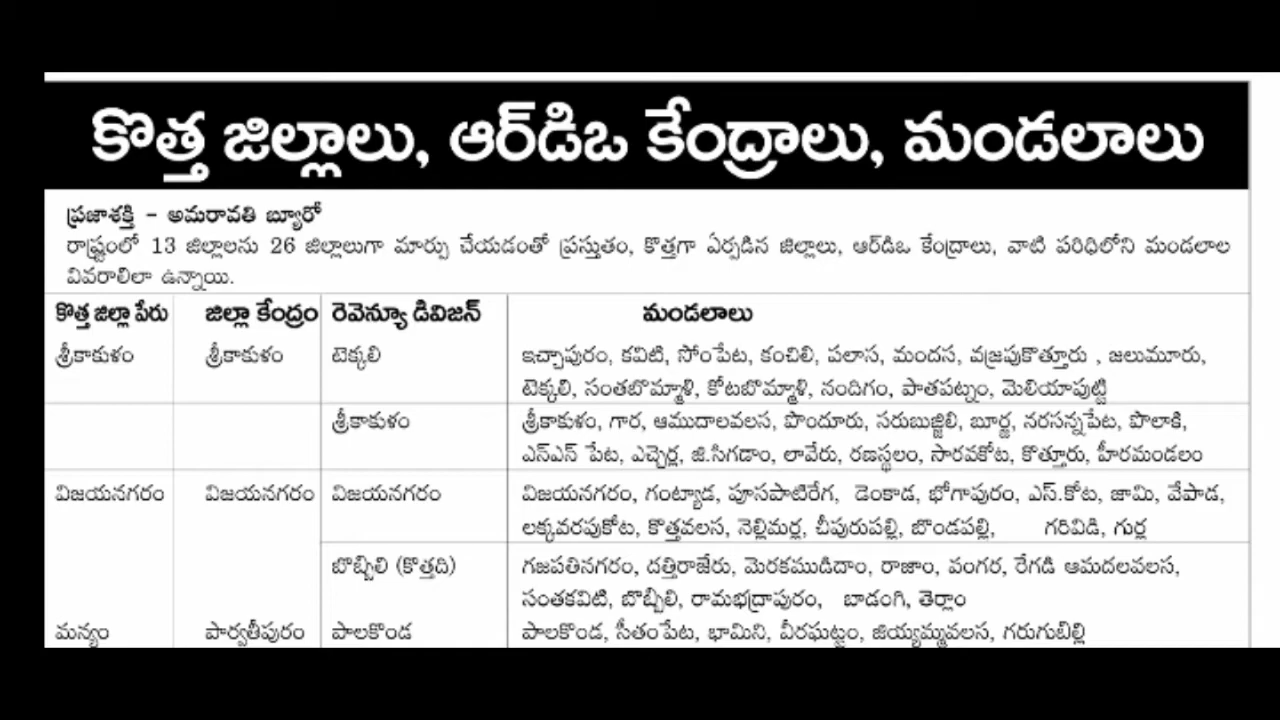 కొత్త జిల్లాలు, ఆర్‌డిఒ కేంద్రాలు, మండలాలు
ప్రజాశక్తి - అమరావతి బ్యూరో
రాష్ట్రంలో 13 జిల్లాలను 26 జిల్లాలుగా మార్పు చేయడంతో ప్రస్తుతం, కొత్తగా ఏర్పడిన జిల్లాలు, ఆర్‌డిఒ కేంద్రాలు, వాటి పరిధిలోని మండలాల
వివరాలిలా ఉన్నాయి.
కొత్త జిల్లా పేరు జిల్లా కేంద్రం రెవెన్యూ డివిజన్ మండలాలు
శ్రీకాకుళం శ్రీకాకుళం టెక్కలి ఇచ్ఛాపురం, కవిటి, సోంపేట, కంచిలి, పలాస, మందస, వజ్రపుకొత్తూరు , జలుమూరు,
టెక్కలి, సంతబొమ్మాళి, కోటబొమ్మాళి, నందిగం, పాతపట్నం, మెలియాపుట్టి
శ్రీకాకుళం శ్రీకాకుళం, గార, ఆముదాలవలస, పొందూరు, సరుబుజ్జిలి, బూర్జ, నరసన్నపేట, పొలాకి,
ఎన్ఎన్ పేట, ఎచ్చెర్ల, జి.సిగడాం, లావేరు, రణస్థలం, సారవకోట, కొత్తూరు, హీరమండలం
విజయనగరం విజయనగరం విజయనగరం విజయనగరం, గంట్యాడ, పూసపాటిరేగ, డెంకాడ, భోగాపురం, ఎస్.కోట, జామి, వేపాడ,
లక్కవరపుకోట, కొత్తవలస, నెల్లిమర్ల, చీపురుపల్లి, బొండపల్లి, గరివిడి, గుర్ల
బొబ్బిలి (కొత్తది) గజపతినగరం, దత్తిరాజేరు, మెరకముడిదాం, రాజాం, వంగర, రేగడి ఆమదలవలస,
సంతకవిటి, బొబ్బిలి, రామభద్రాపురం, బాడంగి, తెర్లాం
మన్యం పార్వతీపురం పాలకొండ పాలకొండ, సీతంపేట, భామిని, వీరఘట్టం, జియ్యమ్మవలస, గరుగుబిల్లి